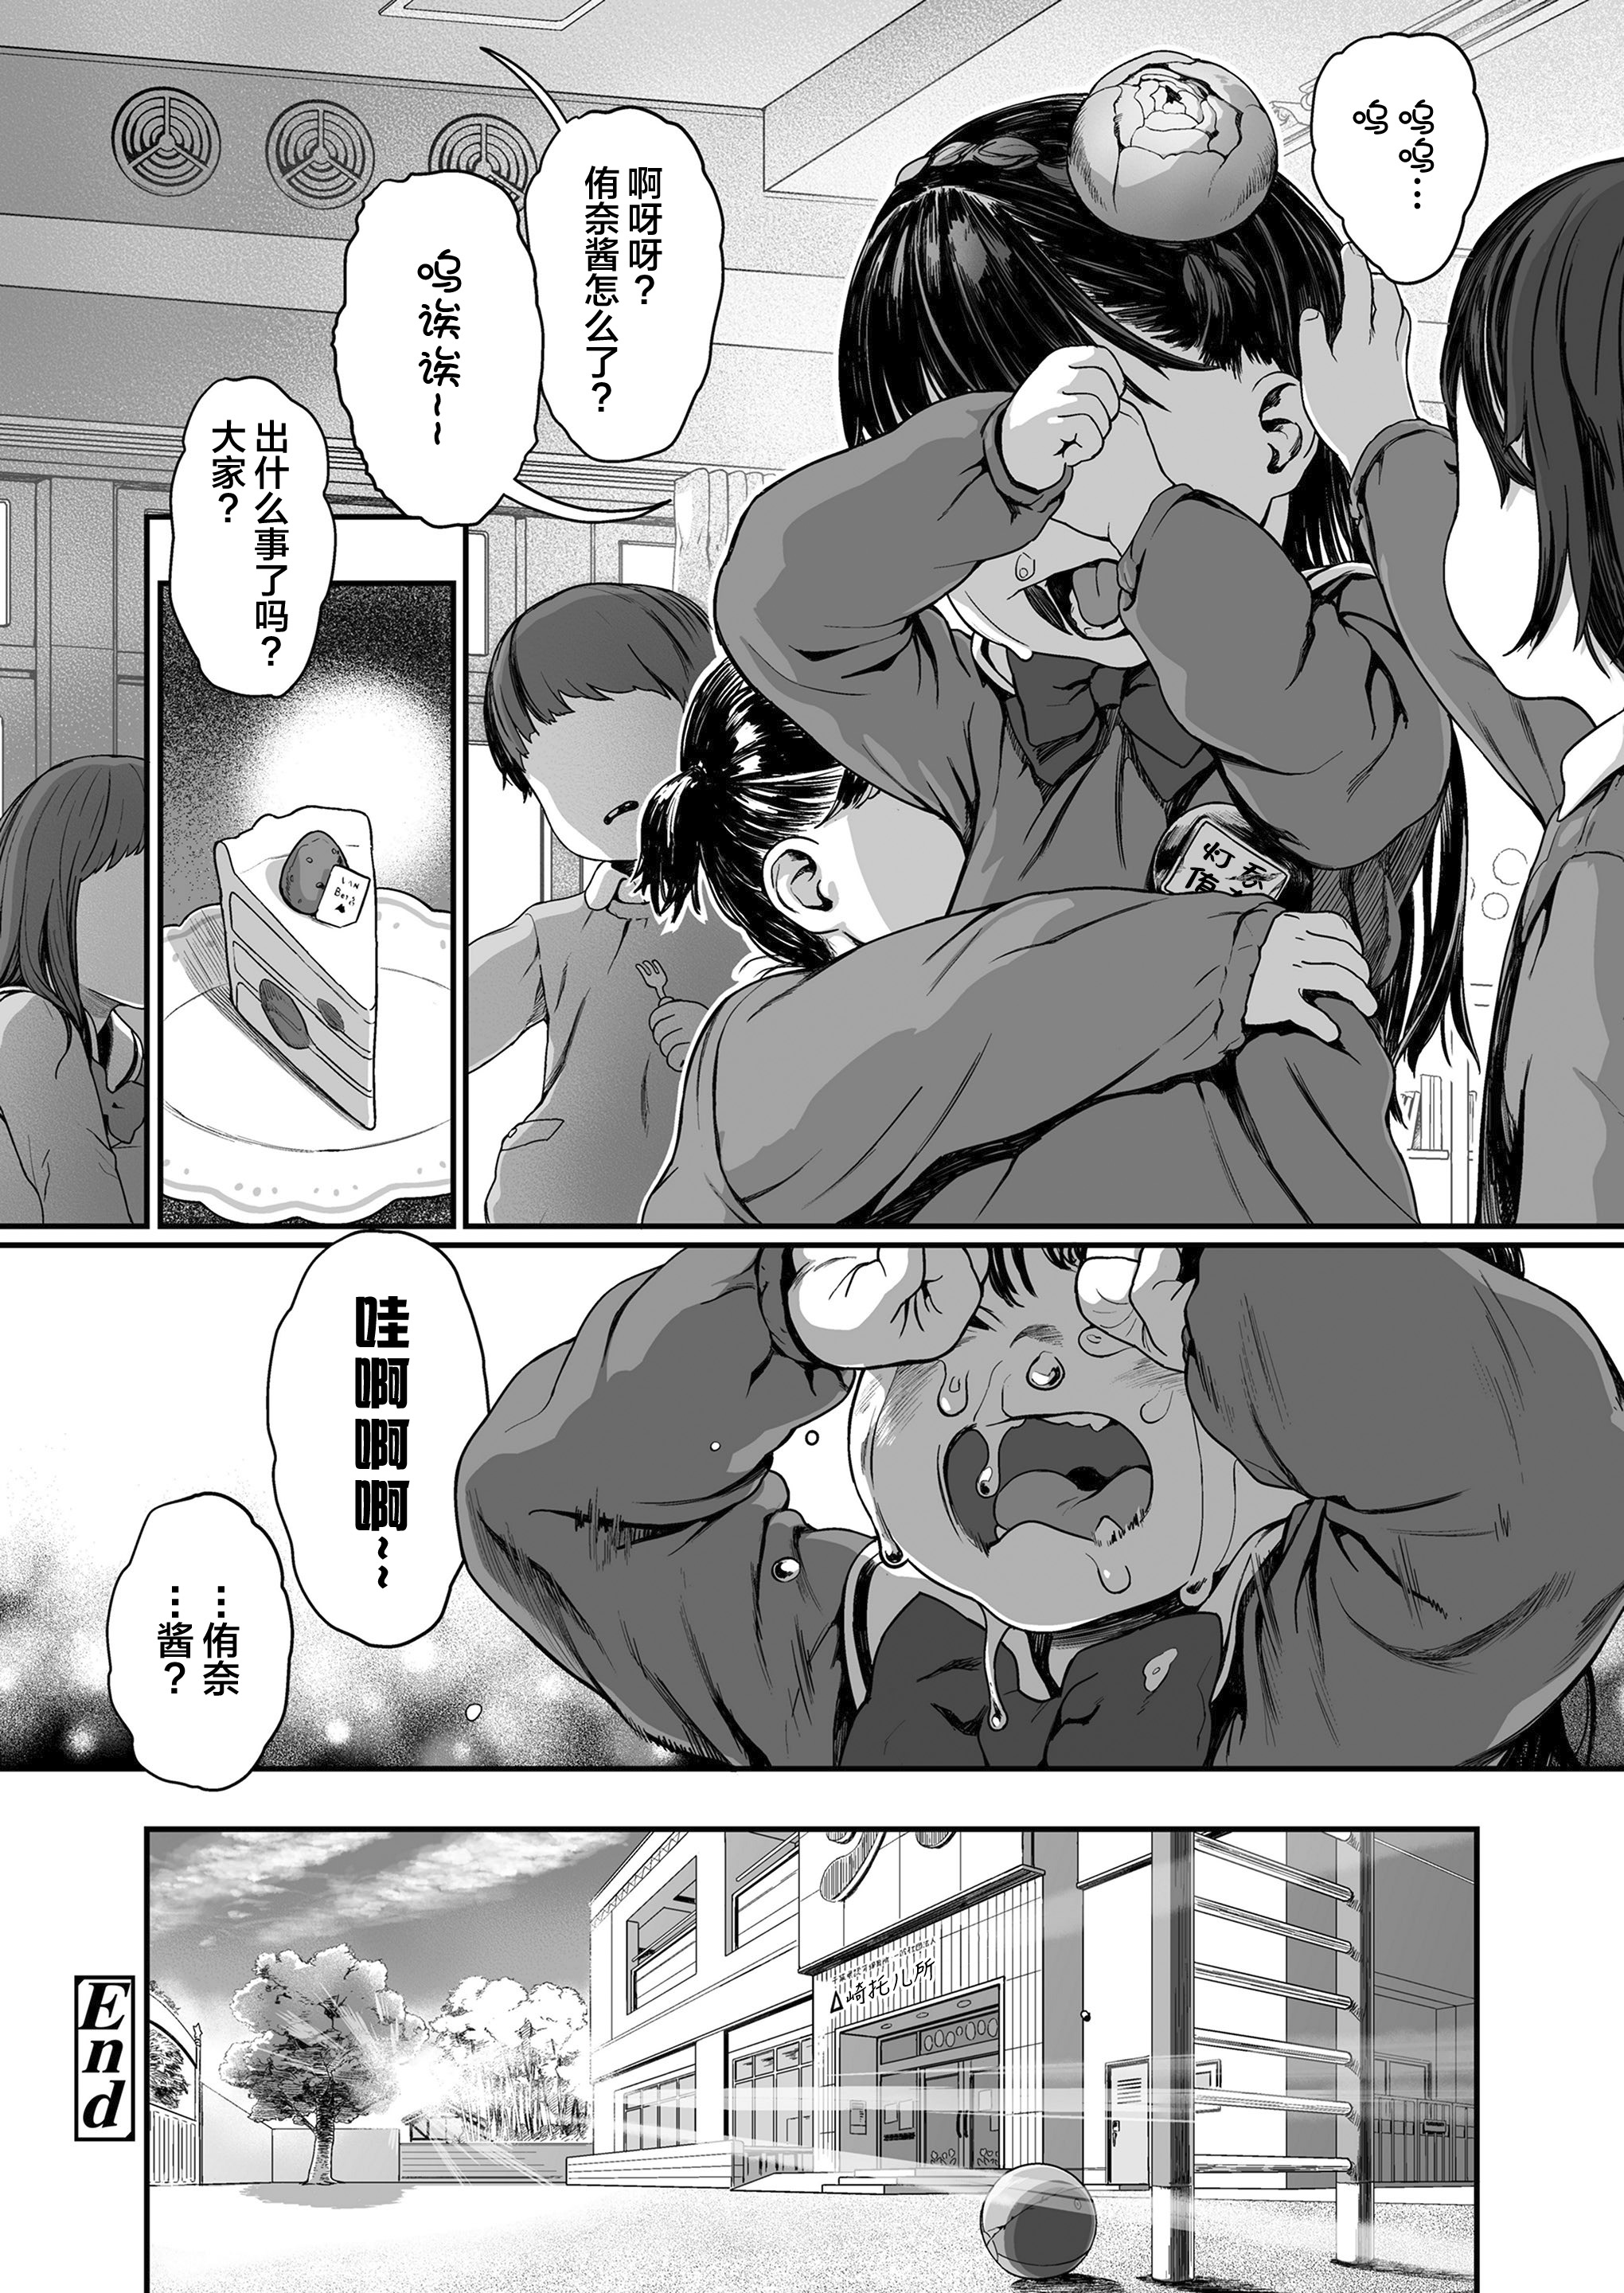 呜呜…
呜
啊呀呀？
侑奈酱怎么了？
呜诶诶~~
出什么事了吗？
大家？
哇啊啊啊~~
…侑奈
…酱？
崎托儿所
End